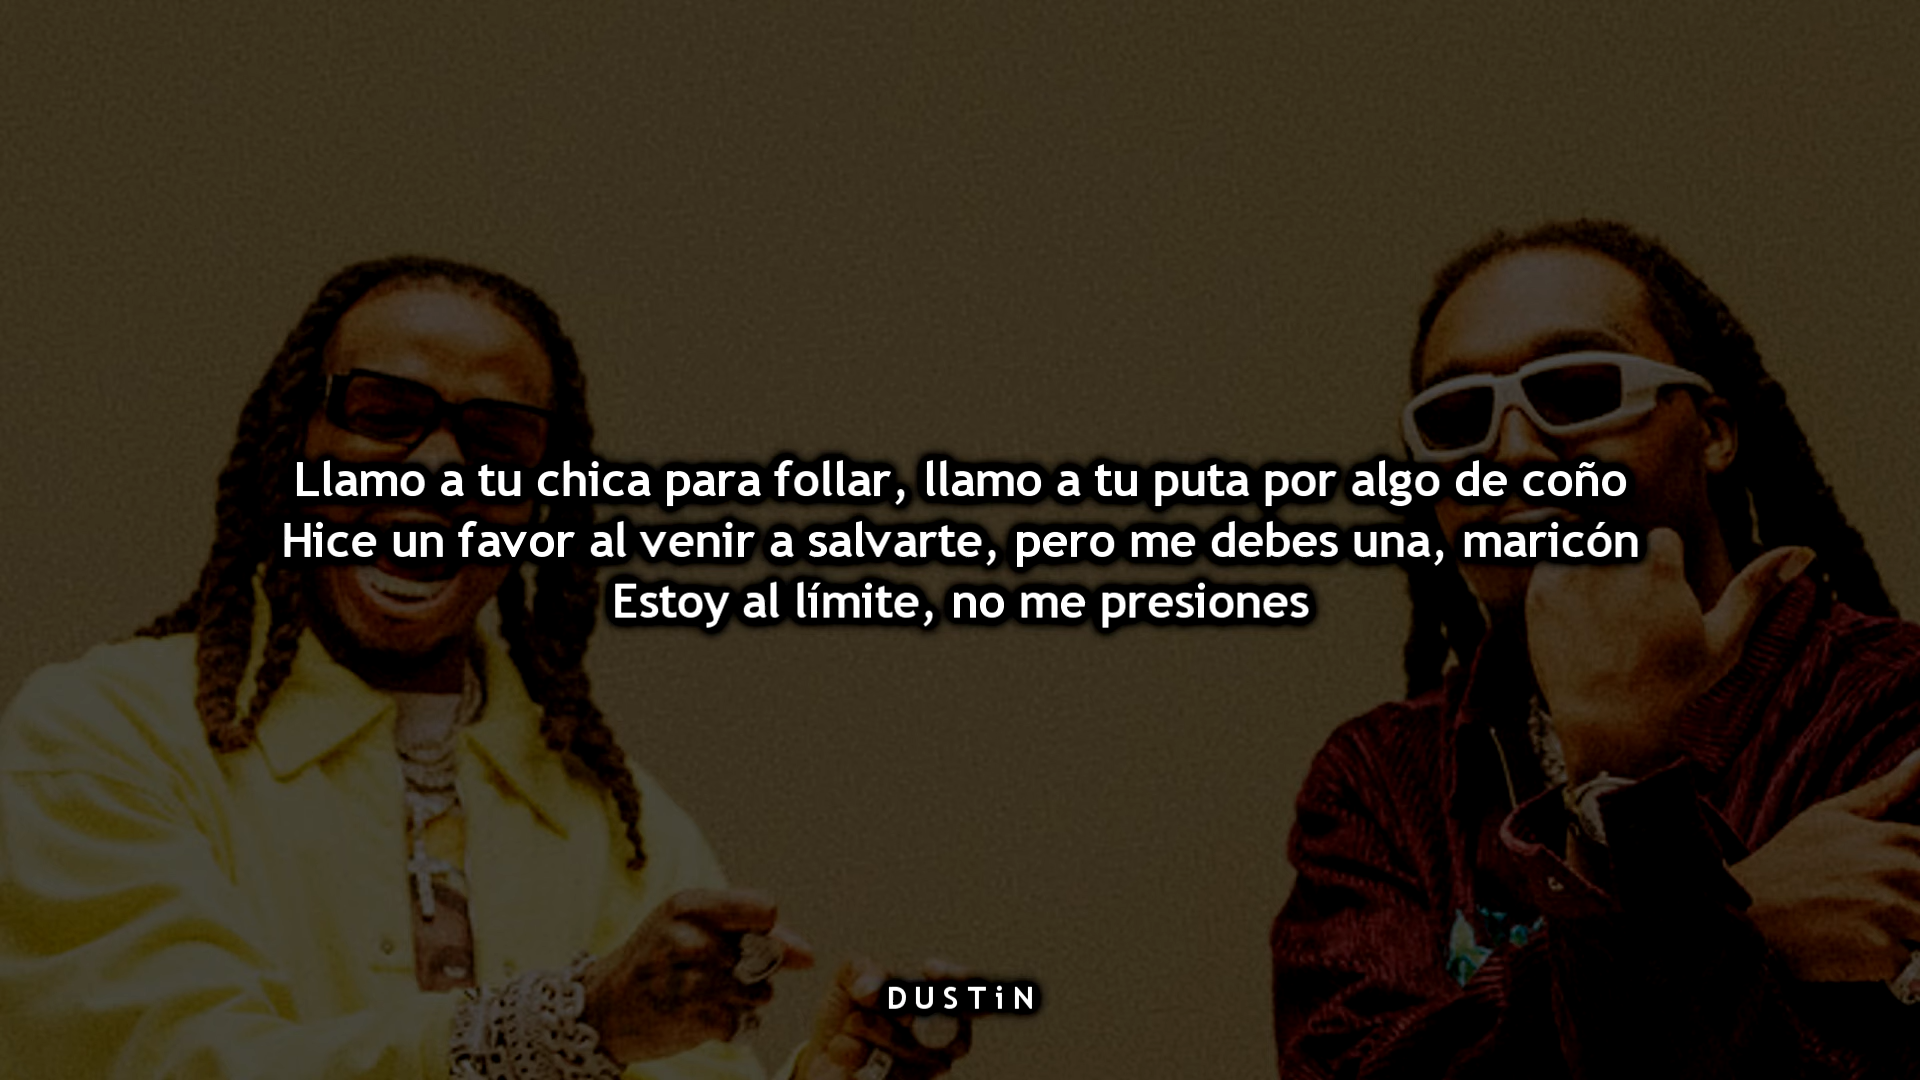 Llamo a tu chica para follar, llamo a tu puta por algo de coño
Hice un favor al venir a salvarte, pero me debes una, maricón
Estoy al límite, no me presiones
DUSTiN